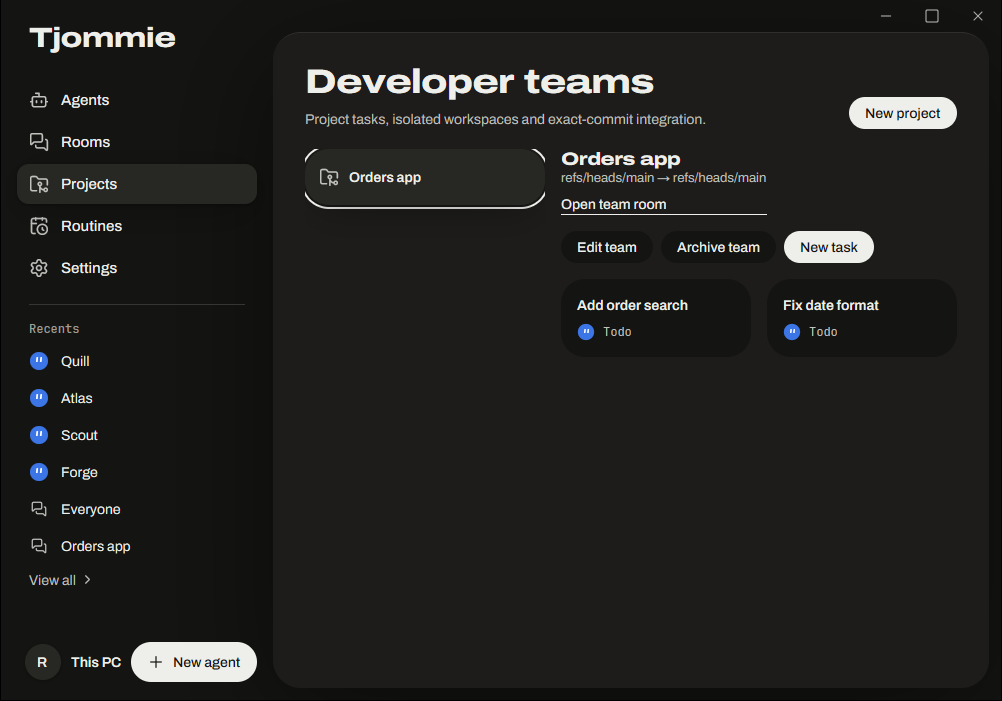 Tjommie
Agents
Rooms
Projects
Routines
Settings
Recents
Quill
Atlas
Scout
Forge
Everyone
Orders app
View all
R
This PC
New agent
Developer teams
Project tasks, isolated workspaces and exact-commit integration.
New project
Orders app
Orders app
refs/heads/main → refs/heads/main
Open team room
Edit team
Archive team
New task
Add order search
Todo
Fix date format
Todo